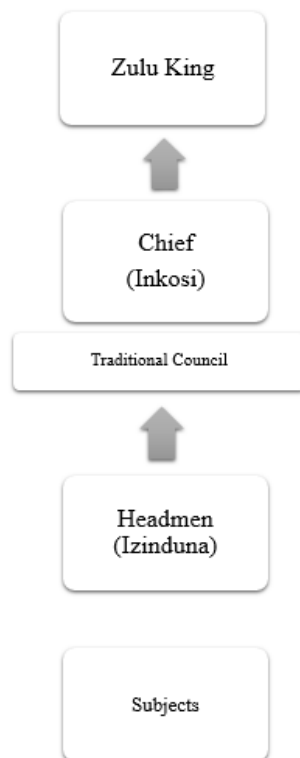 Zulu King
Chief
(Inkosi)
Traditional Council
Headmen
(Izinduna)
Subjects